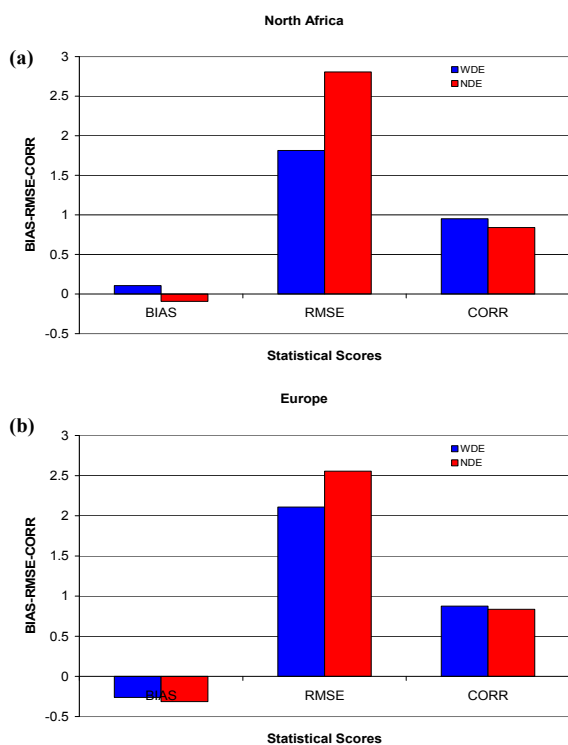 North Africa
(a)
3
2.5
2
1.5
1
0.5
0
-0.5
BIAS-RMSE-CORR
WDE
NDE
BIAS RMSE CORR
Statistical Scores
Europe
(b)
3
2.5
2
1.5
1
0.5
0
-0.5
BIAS-RMSE-CORR
WDE
NDE
BIAS RMSE CORR
Statistical Scores